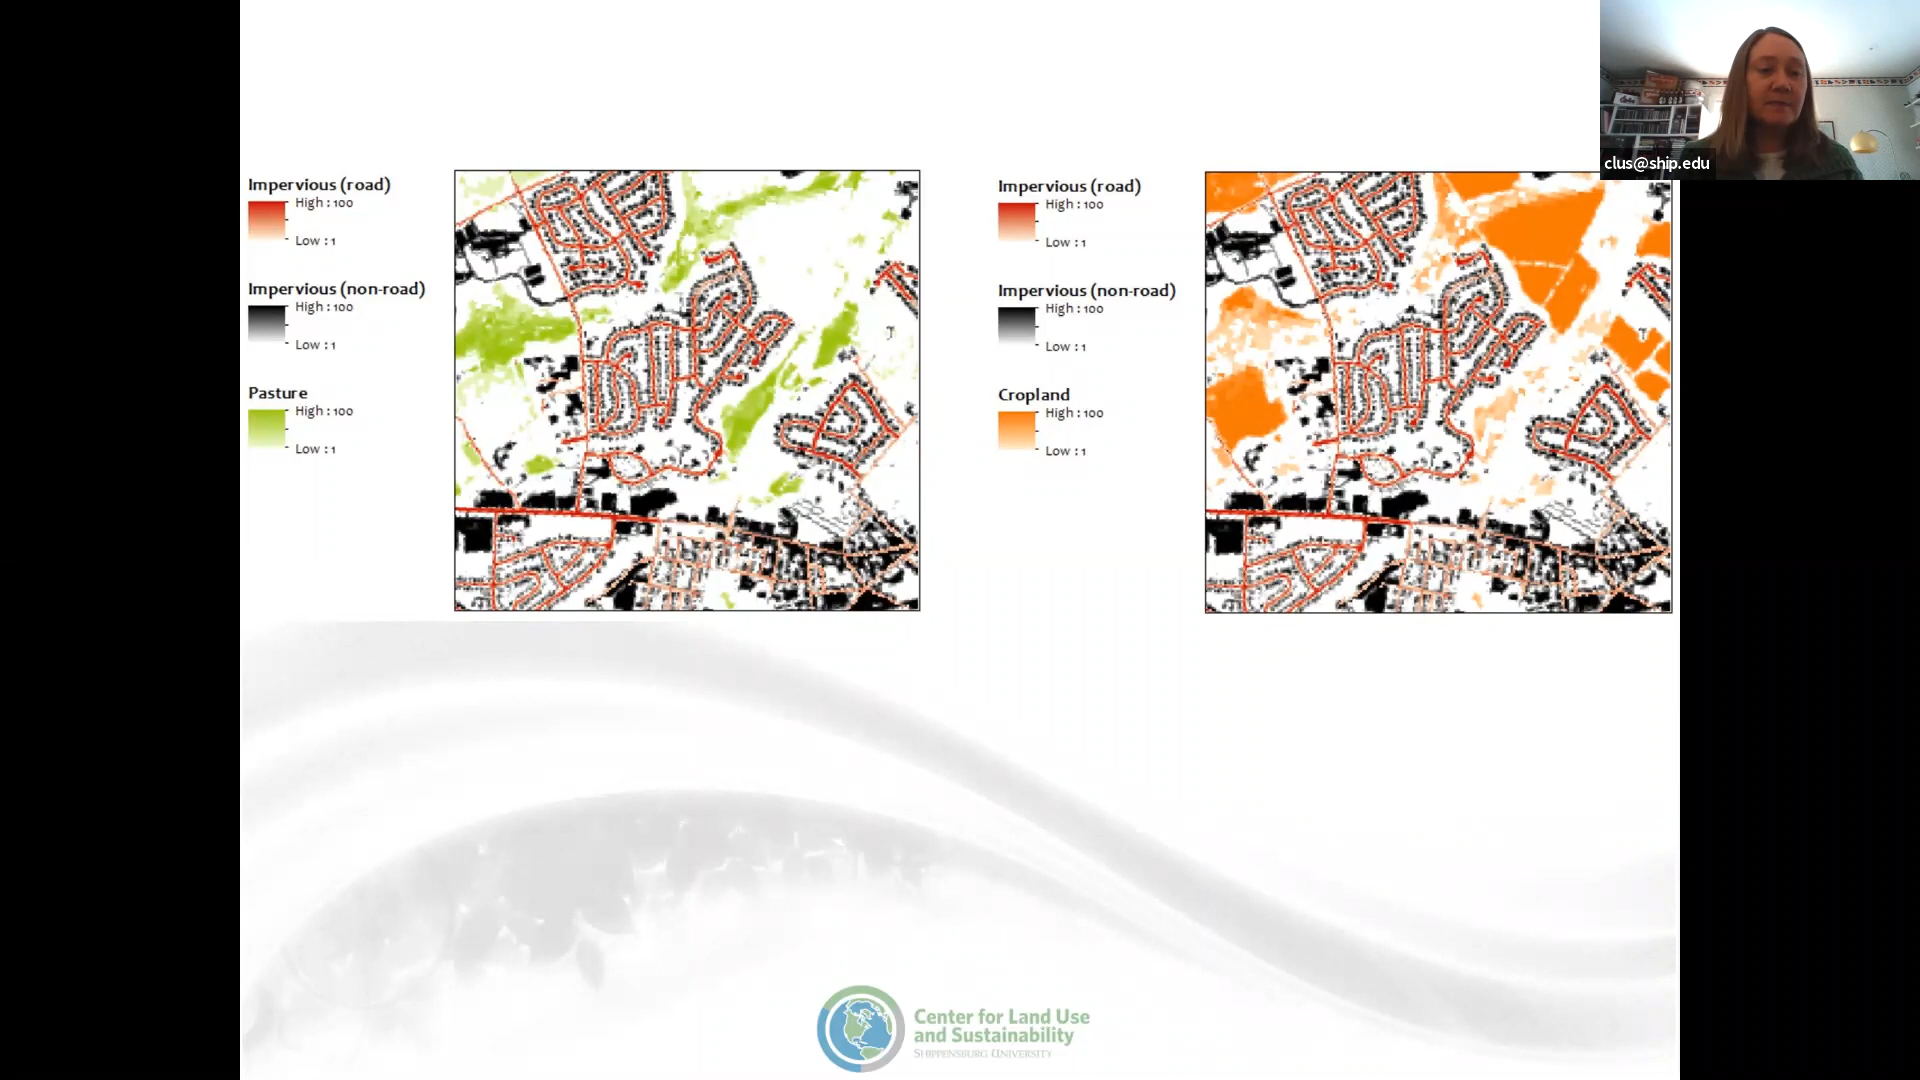 clus@ship.edu
Impervious (road)
High : 100
Low : 1
Impervious (non-road)
High : 100
Low : 1
Pasture
High : 100
Low : 1
Impervious (road)
High : 100
Low : 1
Impervious (non-road)
High : 100
Low : 1
Cropland
High : 100
Low : 1
Center for Land Use
and Sustainability
SHIPPENSBURG UNIVERSITY